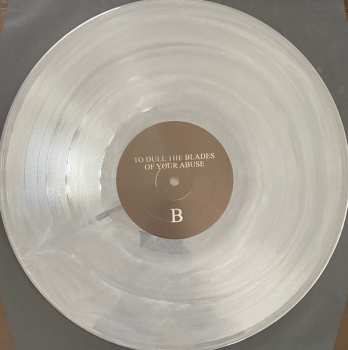 TO DULL THE BLADES
OF YOUR ABUSE
B